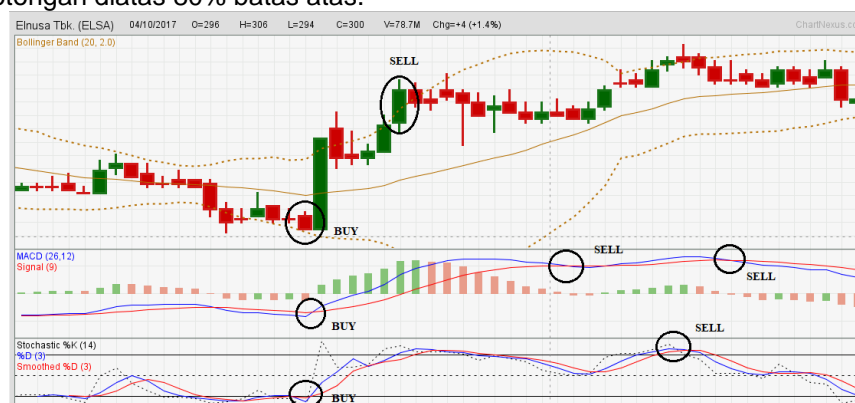 diatas 80% batas atas.
Elnusa Tbk. (ELSA) 04/10/2017 O=296 H=306 L=294 C=300 V=78.7M Chg=+4 (+1.4%) ChartNexus.co
Bollinger Band (20, 2.0)
SELL
BUY
MACD (26,12)
Signal (9)
SELL
SELL
BUY
Stochastic %K (14)
%D (3)
Smoothed %D (3)
SELL
BUY